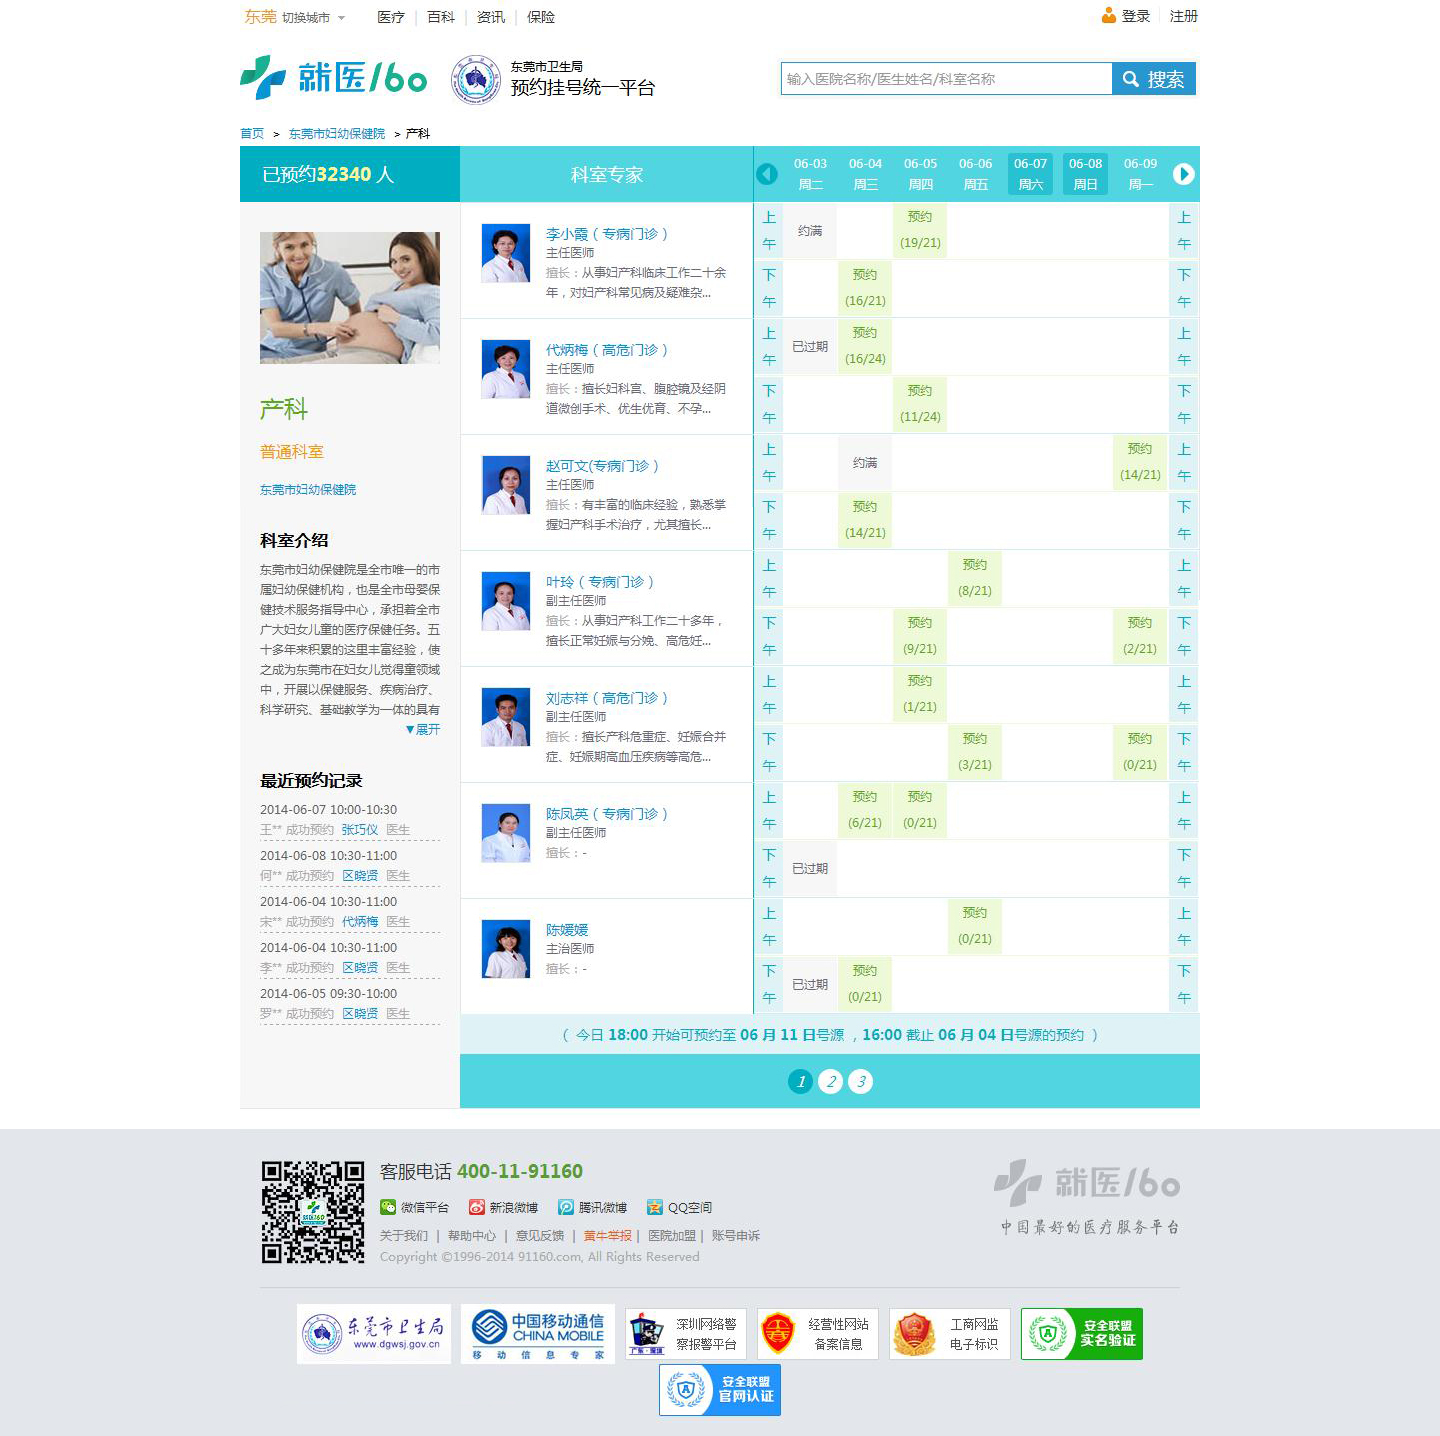 东莞 切换城市
医疗 | 百科 | 资讯 | 保险
登录 注册
就医160
东莞市卫生局
预约挂号统一平台
输入医院名称/医生姓名/科室名称
搜索
首页 > 东莞市妇幼保健院 > 产科
已预约32340 人
产科
普通科室
东莞市妇幼保健院
科室介绍
东莞市妇幼保健院是全市唯一的市
属妇幼保健机构，也是全市母婴保
健技术服务指导中心，承担着全市
广大妇女儿童的医疗保健任务。五
十多年来积累的这里丰富经验，使
之成为东莞市在妇女儿觉得童领域
中，开展以保健服务、疾病治疗、
科学研究、基础教学为一体的具有
▼展开
最近预约记录
2014-06-07 10:00-10:30
王** 成功预约 张巧仪 医生
2014-06-08 10:30-11:00
何** 成功预约 区晓贤 医生
2014-06-04 10:30-11:00
宋** 成功预约 代炳梅 医生
2014-06-04 10:30-11:00
李** 成功预约 区晓贤 医生
2014-06-05 09:30-10:00
罗** 成功预约 区晓贤 医生
科室专家
06-03 06-04 06-05 06-06 06-07 06-08 06-09
周二 周三 周四 周五 周六 周日 周一
李小霞（专病门诊）
主任医师
擅长：从事妇产科临床工作二十余
年，对妇产科常见病及疑难杂...
上午 约满 预约 (19/21) 上午
下午 预约 (16/21) 下午
代炳梅（高危门诊）
主任医师
擅长：擅长妇科宫、腹腔镜及经阴
道微创手术、优生优育、不孕...
上午 已过期 预约 (16/24) 上午
下午 预约 (11/24) 下午
赵可文(专病门诊）
主任医师
擅长：有丰富的临床经验，熟悉掌
握妇产科手术治疗，尤其擅长...
上午 约满 预约 (14/21) 上午
下午 预约 (14/21) 下午
叶玲（专病门诊）
副主任医师
擅长：从事妇产科工作二十多年，
擅长正常妊娠与分娩、高危妊...
上午 预约 (8/21) 上午
下午 预约 (9/21) 预约 (2/21) 下午
刘志祥（高危门诊）
副主任医师
擅长：擅长产科危重症、妊娠合并
症、妊娠期高血压疾病等高危...
上午 预约 (1/21) 上午
下午 预约 (3/21) 预约 (0/21) 下午
陈凤英（专病门诊）
副主任医师
擅长：-
上午 预约 (6/21) 预约 (0/21) 上午
下午 已过期 下午
陈媛媛
主治医师
擅长：-
上午 预约 (0/21) 上午
下午 已过期 预约 (0/21) 下午
（ 今日 18:00 开始可预约至 06 月 11 日号源 ，16:00 截止 06 月 04 日号源的预约 ）
1 2 3
客服电话 400-11-91160
微信平台 新浪微博 腾讯微博 QQ空间
关于我们 | 帮助中心 | 意见反馈 | 黄牛举报 | 医院加盟 | 账号申诉
Copyright ©1996-2014 91160.com, All Rights Reserved
就医160
中国最好的医疗服务平台
东莞市卫生局
www.dgwsj.gov.cn
中国移动通信
CHINA MOBILE
移动信息专家
深圳网络警
察报警平台
经营性网站
备案信息
工商网监
电子标识
安全联盟
实名验证
安全联盟
官网认证